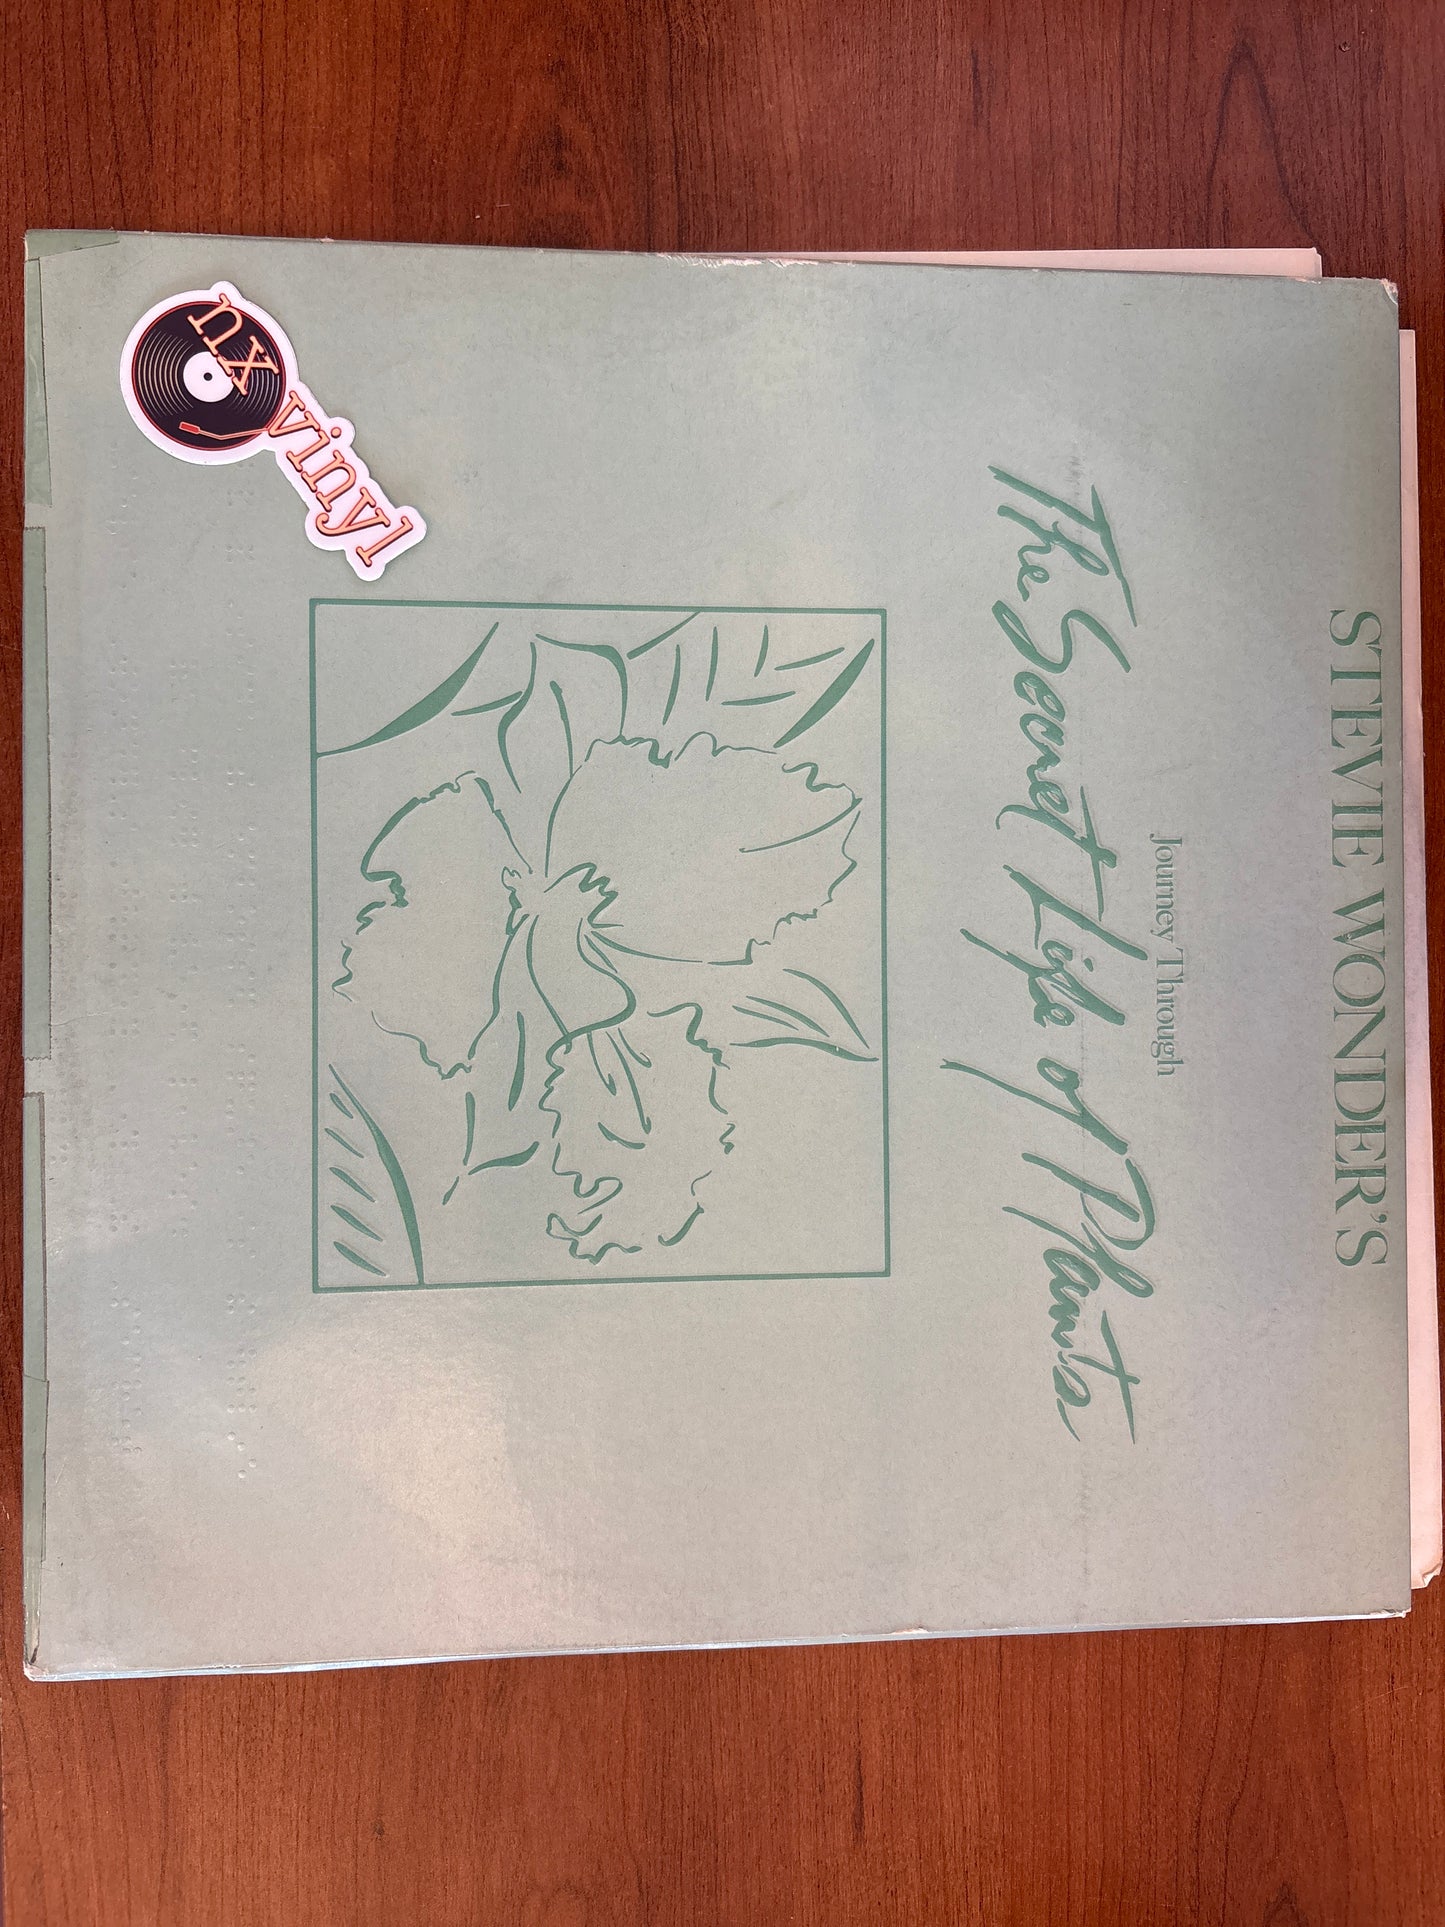 STEVIE WONDER'S
Journey Through
The Secret Life of Plants
nx
vinyl